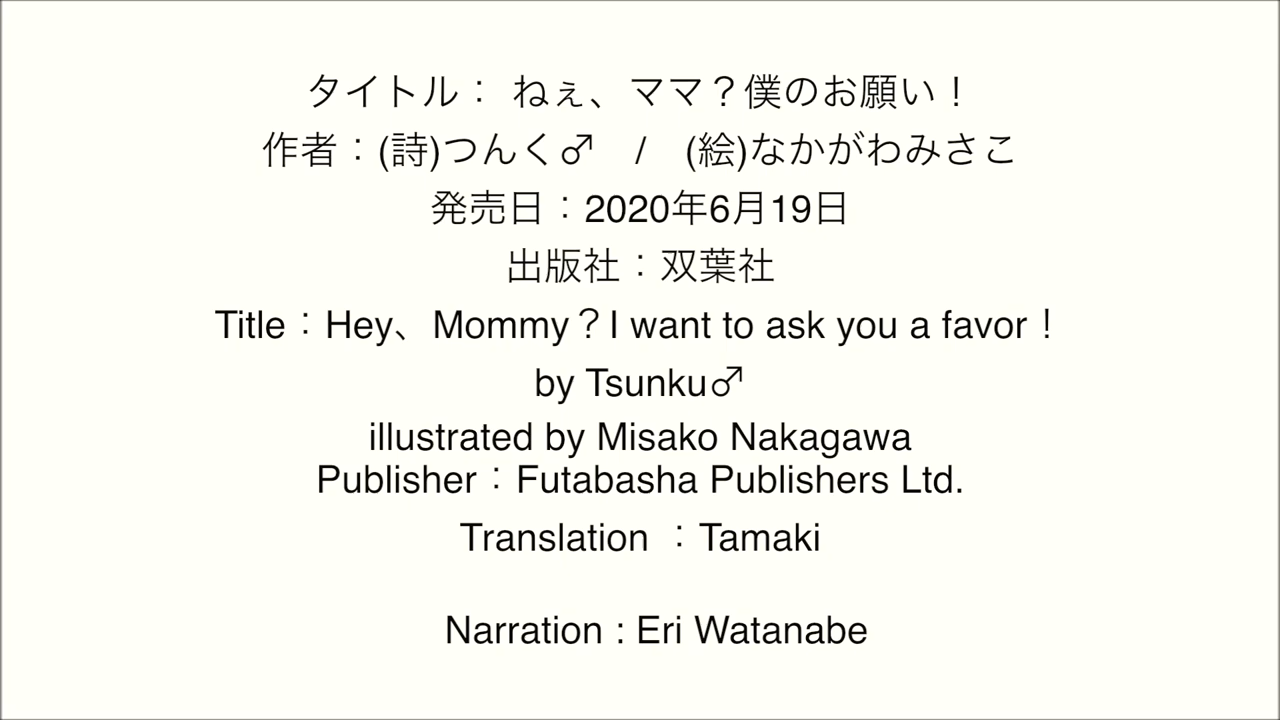 タイトル： ねぇ、ママ？僕のお願い！
作者：(詩)つんく♂　/　(絵)なかがわみさこ
発売日：2020年6月19日
出版社：双葉社
Title：Hey、Mommy？I want to ask you a favor！
by Tsunku♂
illustrated by Misako Nakagawa
Publisher：Futabasha Publishers Ltd.
Translation ：Tamaki
Narration : Eri Watanabe